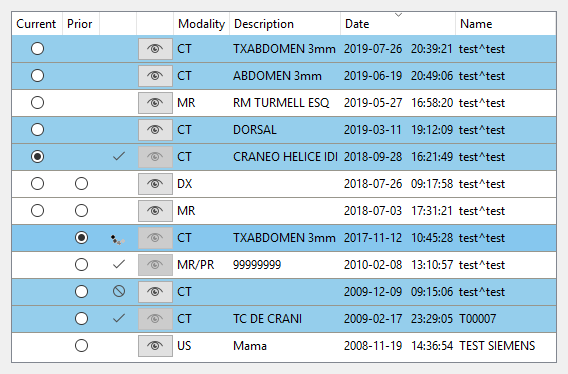 Current Prior Modality Description Date Name
CT TXABDOMEN 3mm 2019-07-26 20:39:21 test^test
CT ABDOMEN 3mm 2019-06-19 20:49:06 test^test
MR RM TURMELL ESQ 2019-05-27 16:58:20 test^test
CT DORSAL 2019-03-11 19:12:09 test^test
CT CRANEO HELICE IDI 2018-09-28 16:21:49 test^test
DX 2018-07-26 09:17:58 test^test
MR 2018-07-03 17:31:21 test^test
CT TXABDOMEN 3mm 2017-11-12 10:45:28 test^test
MR/PR 99999999 2010-02-08 13:10:57 test^test
CT 2009-12-09 09:15:06 test^test
CT TC DE CRANI 2009-02-17 23:29:05 T00007
US Mama 2008-11-19 14:36:54 TEST SIEMENS